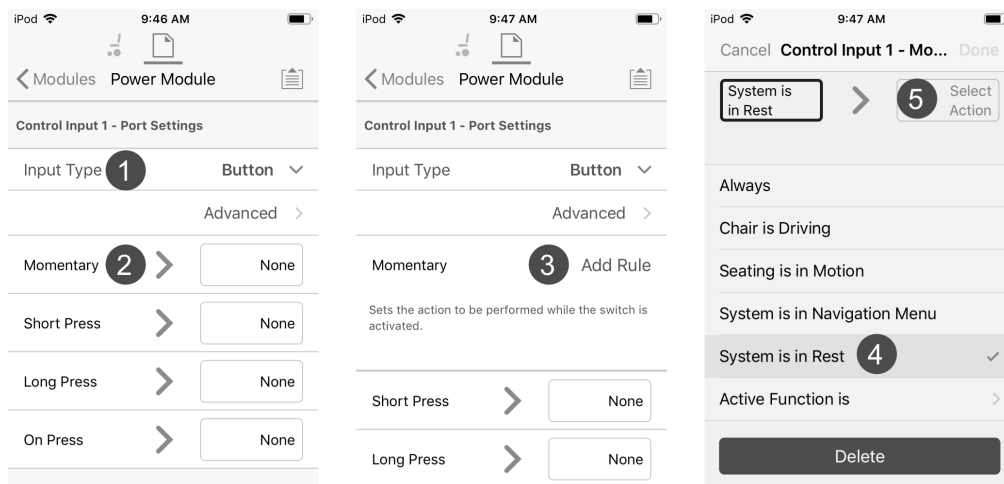 iPod 9:46 AM
Modules Power Module
Control Input 1 - Port Settings
Input Type 1 Button
Advanced
Momentary 2 None
Short Press None
Long Press None
On Press None
iPod 9:47 AM
Modules Power Module
Control Input 1 - Port Settings
Input Type Button
Advanced
Momentary 3 Add Rule
Sets the action to be performed while the switch is
activated.
Short Press None
Long Press None
iPod 9:47 AM
Cancel Control Input 1 - Mo... Done
System is
in Rest
5 Select
Action
Always
Chair is Driving
Seating is in Motion
System is in Navigation Menu
System is in Rest 4
Active Function is
Delete